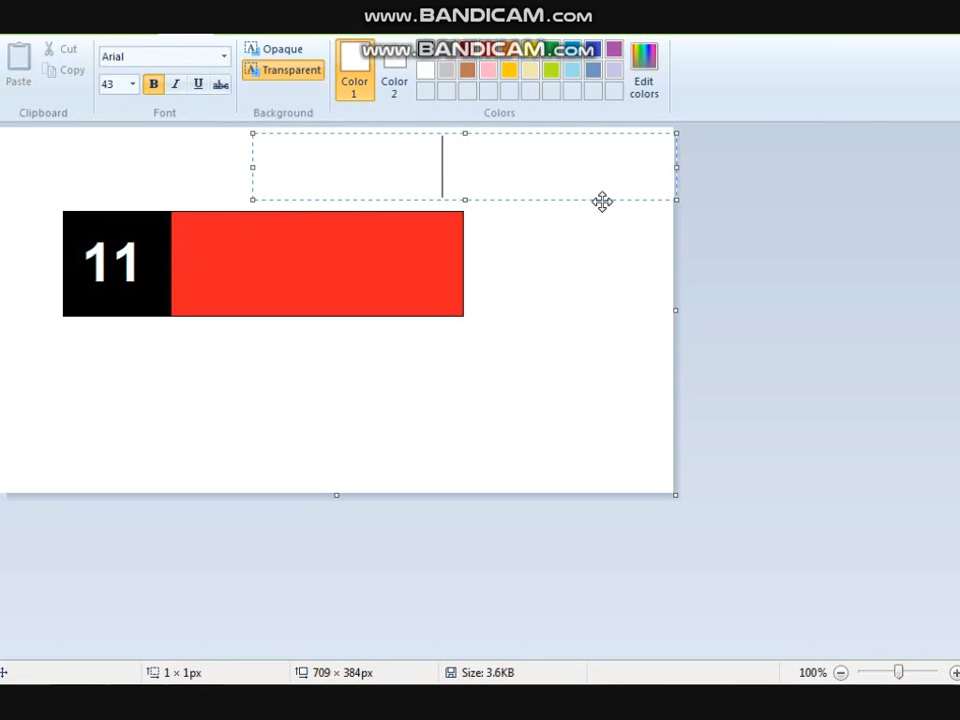 www.BANDICAM.com
Cut
Copy
Paste
Clipboard
Arial
43
B I U abc
Font
Opaque
Transparent
Background
Color 1
Color 2
www.BANDICAM.com
Edit colors
Colors
11
1 × 1px
709 × 384px
Size: 3.6KB
100%